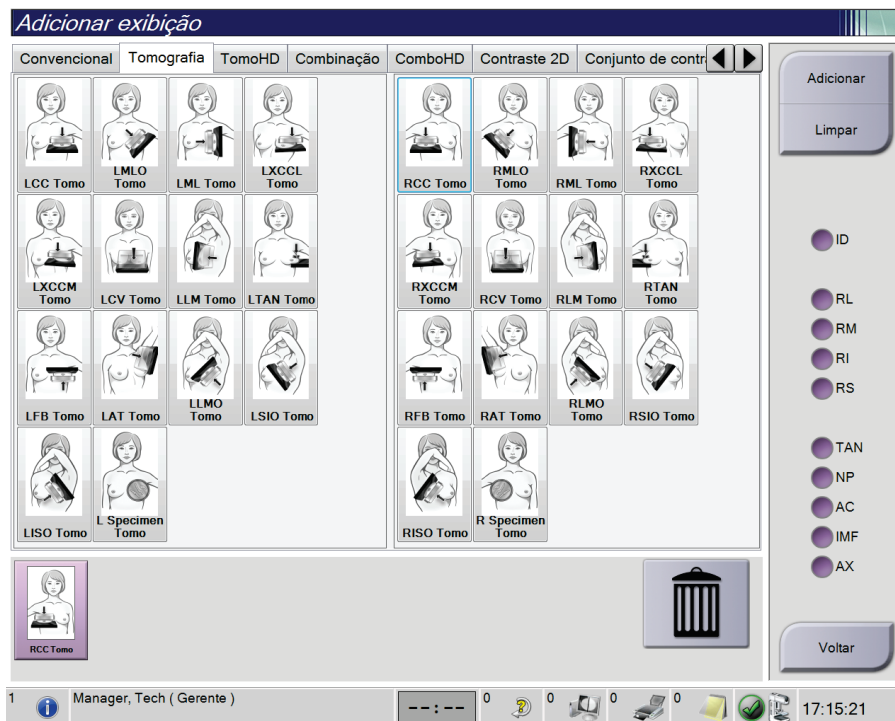 Adicionar exibição
Convencional Tomografia TomoHD Combinação ComboHD Contraste 2D Conjunto de contr
Adicionar
Limpar
LCC Tomo
LMLO
Tomo
LML Tomo
LXCCL
Tomo
RCC Tomo
RMLO
Tomo
RML Tomo
RXCCL
Tomo
LXCCM
Tomo
LCV Tomo
LLM Tomo
LTAN Tomo
RXCCM
Tomo
RCV Tomo
RLM Tomo
RTAN
Tomo
LFB Tomo
LAT Tomo
LLMO
Tomo
LSIO Tomo
RFB Tomo
RAT Tomo
RLMO
Tomo
RSIO Tomo
LISO Tomo
L Specimen
Tomo
RISO Tomo
R Specimen
Tomo
ID
RL
RM
RI
RS
TAN
NP
AC
IMF
AX
RCC Tomo
Voltar
1 Manager, Tech ( Gerente ) --:-- 0 0 0 0 17:15:21